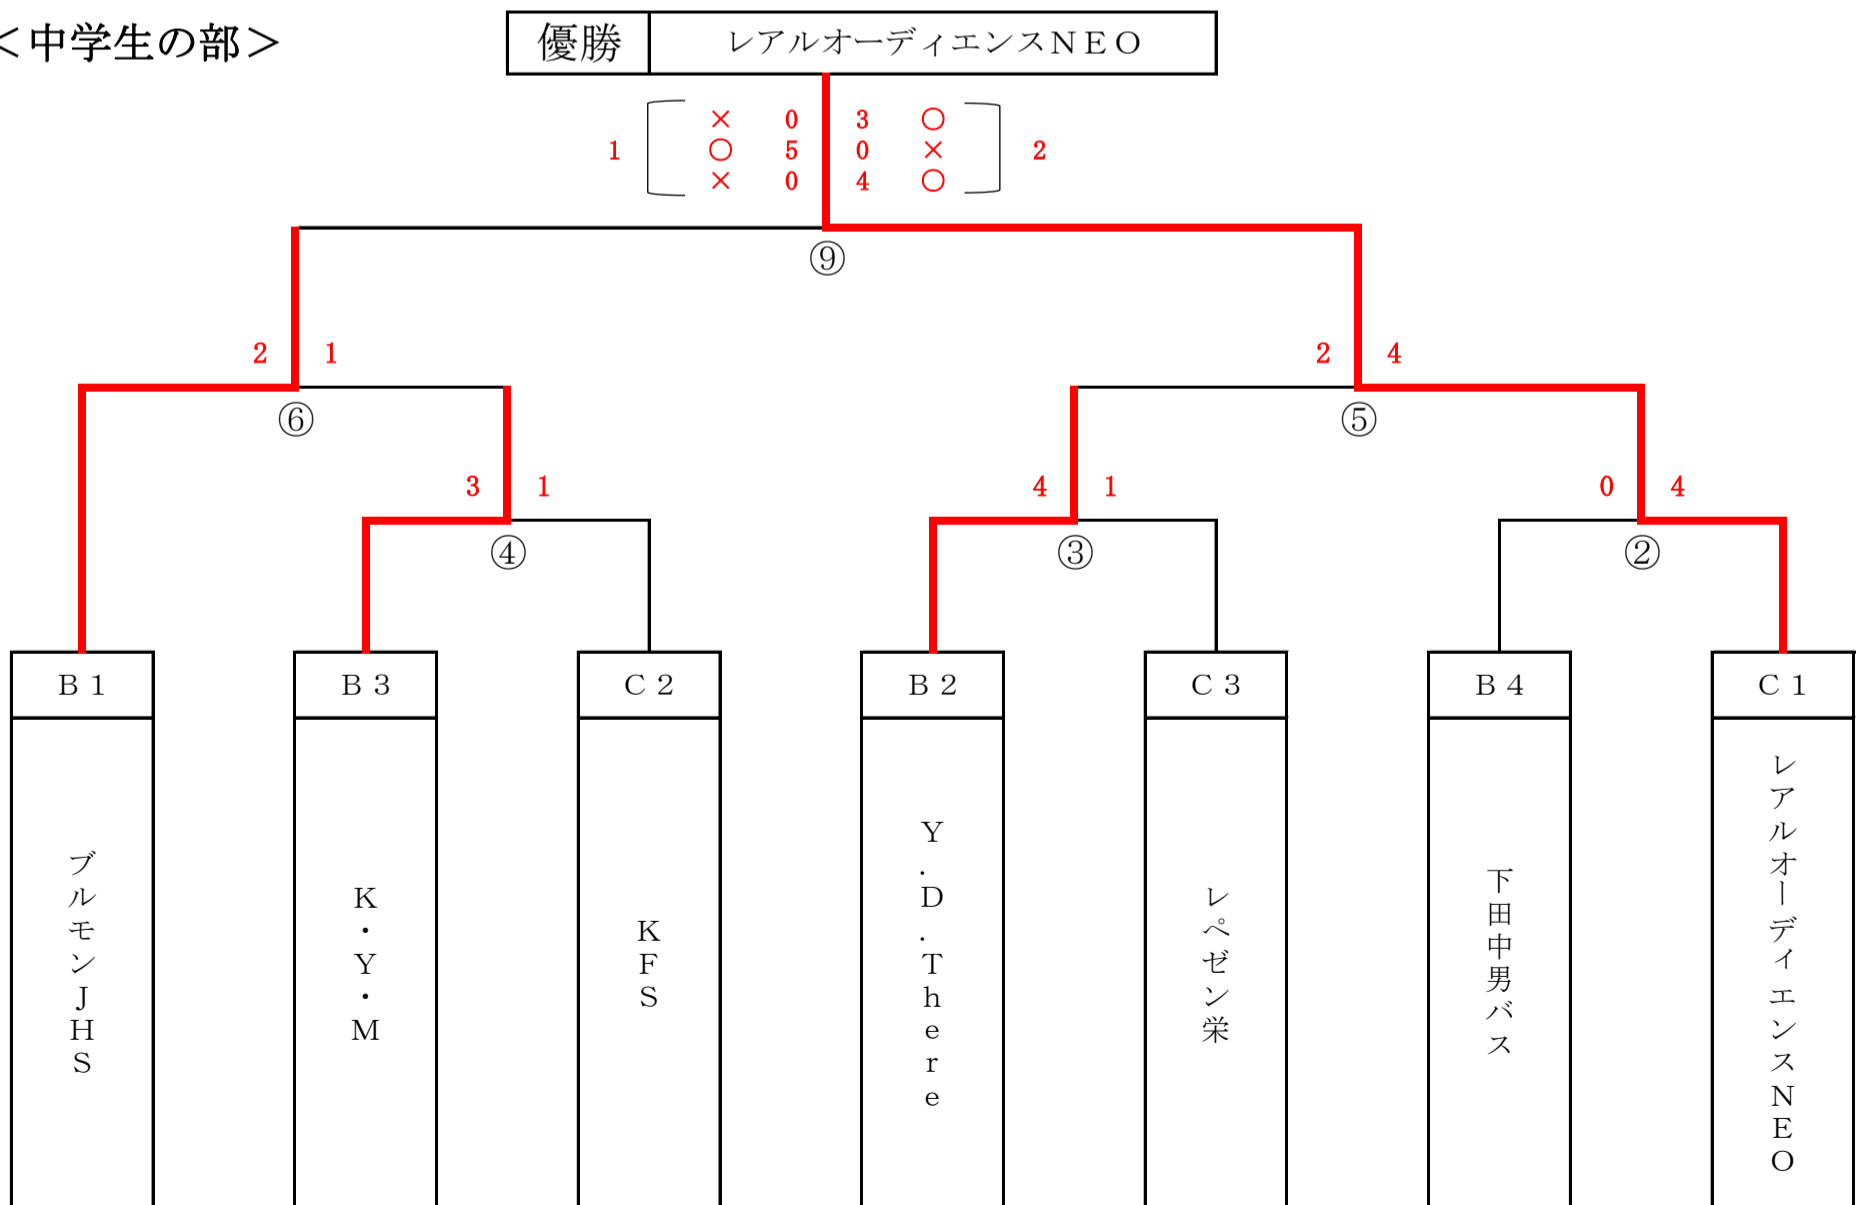 ＜中学生の部＞
優勝 レアルオーディエンスＮＥＯ
× 0 3 ○
1 ○ 5 0 × 2
× 0 4 ○
⑨
2 1 2 4
⑥ ⑤
3 1 4 1 0 4
④ ③ ②
Ｂ１ Ｂ３ Ｃ２ Ｂ２ Ｃ３ Ｂ４ Ｃ１
ブルモンＪＨＳ
Ｋ・Ｙ・Ｍ
ＫＦＳ
Ｙ．Ｄ．Ｔｈｅｒｅ
レペゼン栄
下田中男バス
レアルオーディエンスＮＥＯ